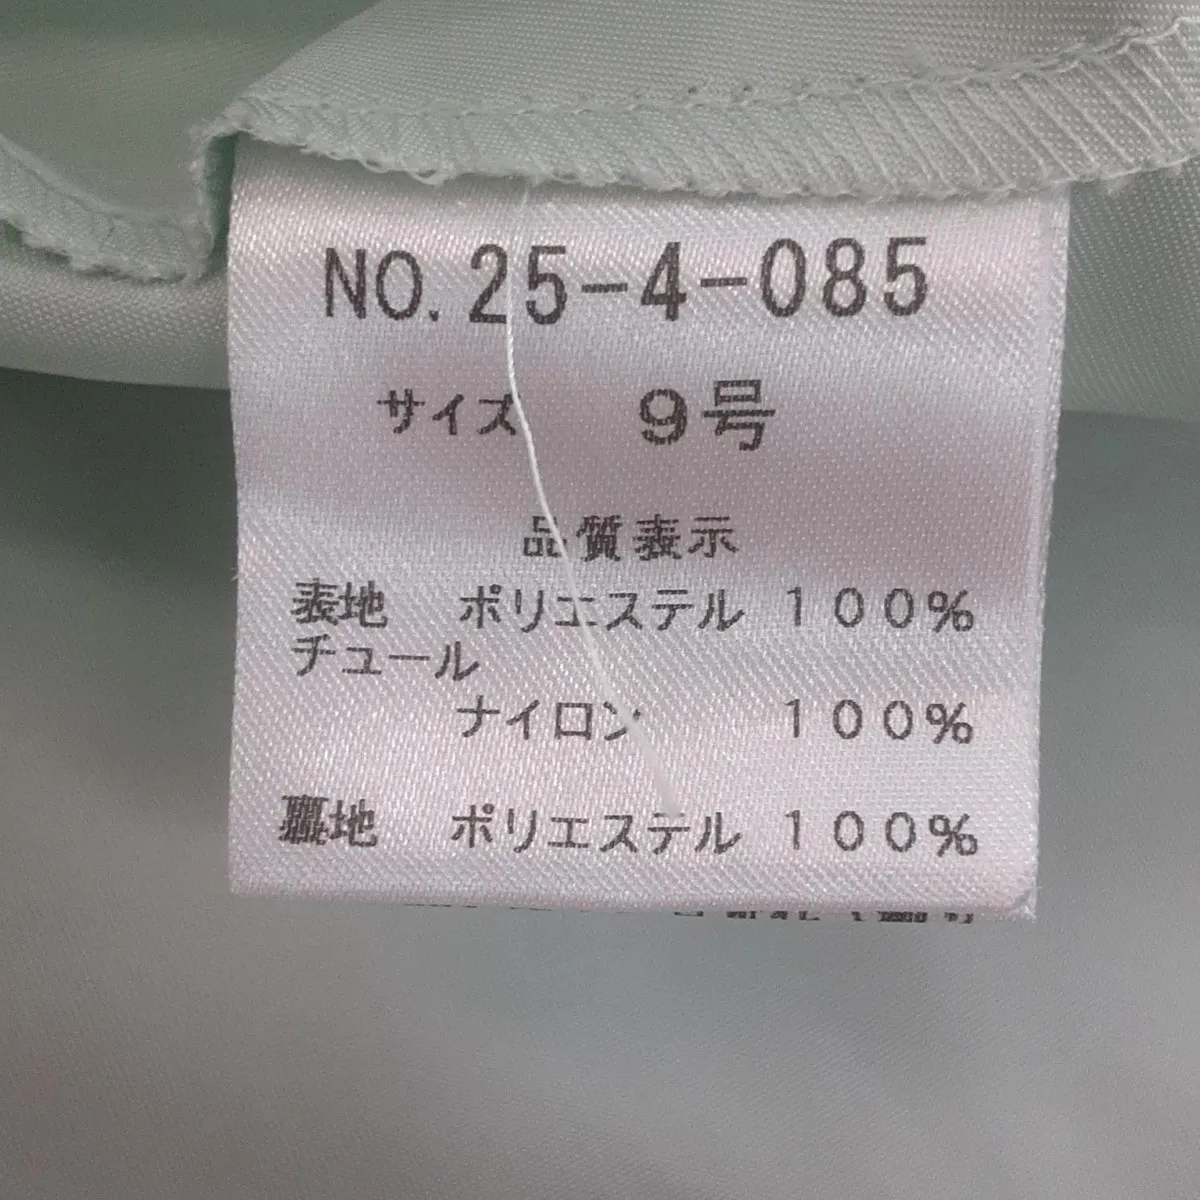 NO.25-4-085
サイズ 9号
品質表示
表地 ポリエステル 100%
チュール
ナイロン 100%
裏地 ポリエステル 100%